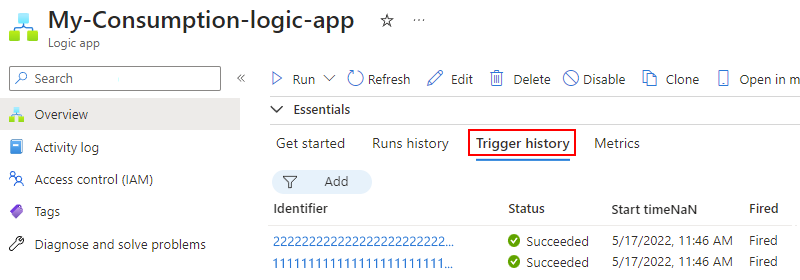 My-Consumption-logic-app
Logic app
Search
Run Refresh Edit Delete Disable Clone Open in m
Overview
Activity log
Access control (IAM)
Tags
Diagnose and solve problems
Essentials
Get started Runs history Trigger history Metrics
Add
Identifier Status Start timeNaN Fired
222222222222222222222222... Succeeded 5/17/2022, 11:46 AM Fired
111111111111111111111111... Succeeded 5/17/2022, 11:46 AM Fired